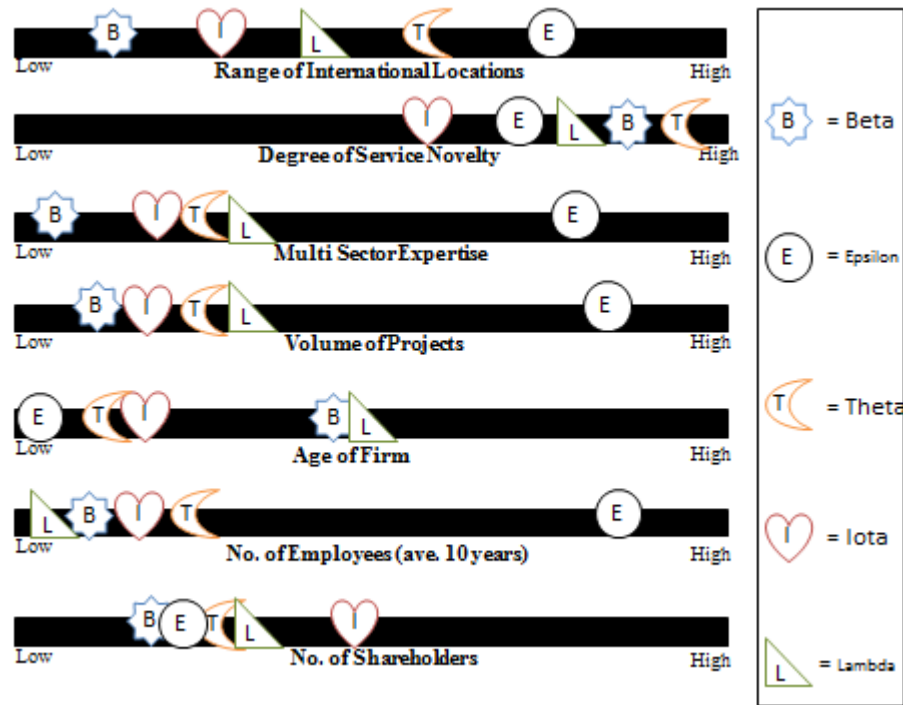 B I L T E
Low High
Range of International Locations
I E L B T
Low High
Degree of Service Novelty
B I T L E
Low High
Multi Sector Expertise
B I T L E
Low High
Volume of Projects
E T I B L
Low High
Age of Firm
L B I T E
Low High
No. of Employees (ave. 10 years)
B E T L I
Low High
No. of Shareholders
B = Beta
E = Epsilon
T = Theta
I = Iota
L = Lambda